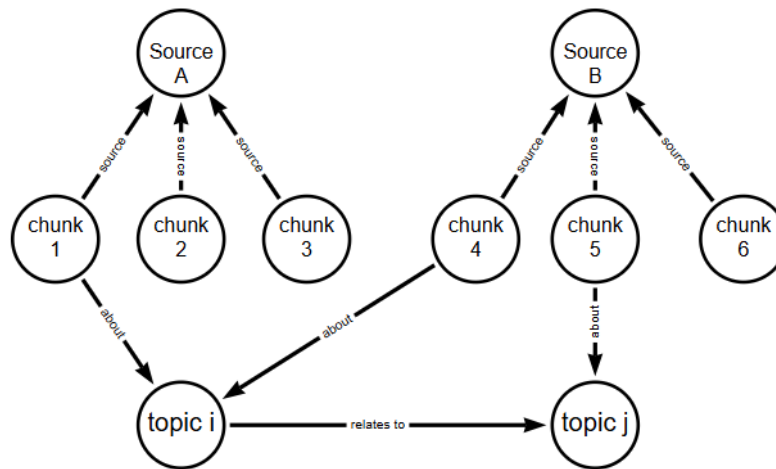 Source
A
Source
B
source
source
source
source
source
source
chunk
1
chunk
2
chunk
3
chunk
4
chunk
5
chunk
6
about
about
about
topic i
relates to
topic j